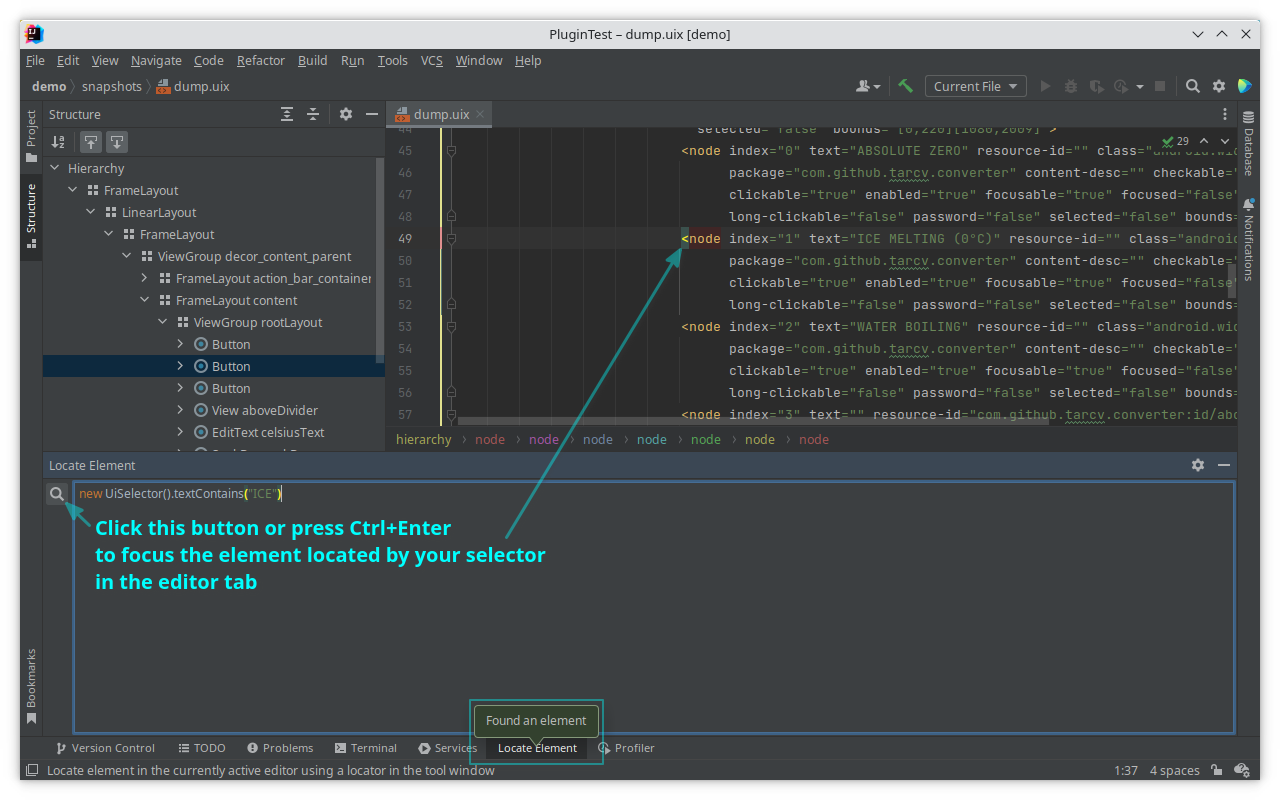 PluginTest – dump.uix [demo]
File Edit View Navigate Code Refactor Build Run Tools VCS Window Help
demo snapshots dump.uix
Current File
Project
Structure
Structure
dump.uix
Hierarchy
FrameLayout
LinearLayout
FrameLayout
ViewGroup decor_content_parent
FrameLayout action_bar_container
FrameLayout content
ViewGroup rootLayout
Button
Button
Button
View aboveDivider
EditText celsiusText
29
44 selected="false" bounds="[0,220][1080,2009]">
45 <node index="0" text="ABSOLUTE ZERO" resource-id="" class="android.wid
46 package="com.github.tarcv.converter" content-desc="" checkable="
47 clickable="true" enabled="true" focusable="true" focused="false"
48 long-clickable="false" password="false" selected="false" bounds=
49 <node index="1" text="ICE MELTING (0°C)" resource-id="" class="android
50 package="com.github.tarcv.converter" content-desc="" checkable="
51 clickable="true" enabled="true" focusable="true" focused="false"
52 long-clickable="false" password="false" selected="false" bounds=
53 <node index="2" text="WATER BOILING" resource-id="" class="android.wid
54 package="com.github.tarcv.converter" content-desc="" checkable="
55 clickable="true" enabled="true" focusable="true" focused="false"
56 long-clickable="false" password="false" selected="false" bounds=
57 <node index="3" text="" resource-id="com.github.tarcv.converter:id/abo
hierarchy node node node node node node node
Database
Notifications
Locate Element
new UiSelector().textContains("ICE")
Click this button or press Ctrl+Enter
to focus the element located by your selector
in the editor tab
Bookmarks
Found an element
Version Control TODO Problems Terminal Services Locate Element Profiler
Locate element in the currently active editor using a locator in the tool window
1:37 4 spaces